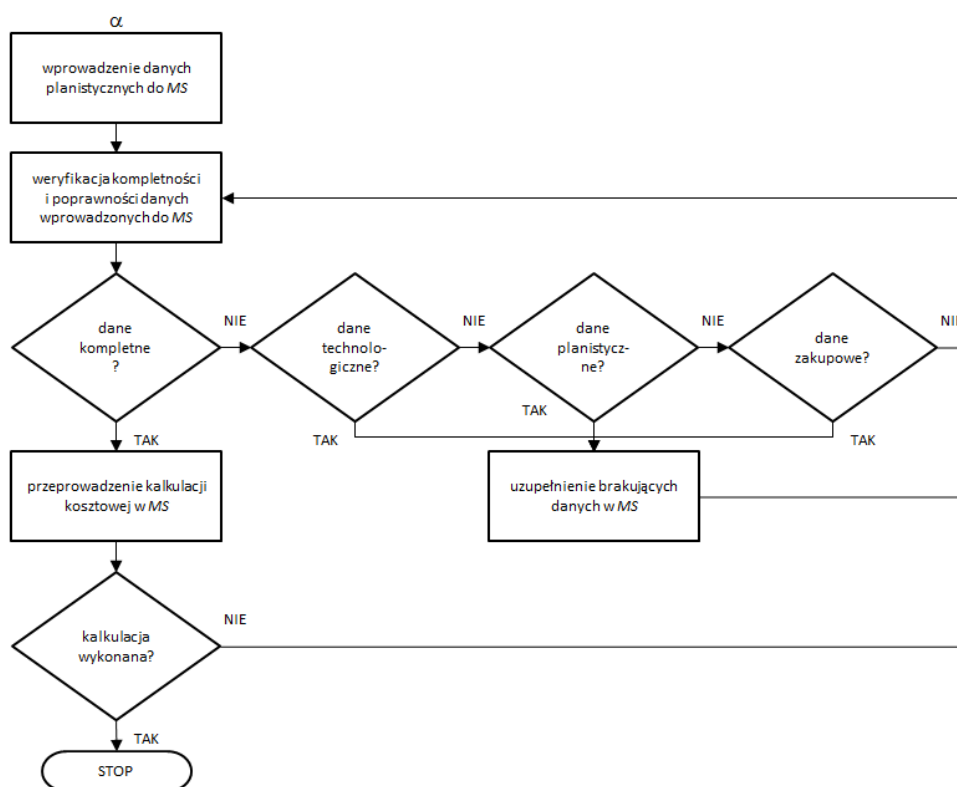 α
wprowadzenie danych
planistycznych do MS
weryfikacja kompletności
i poprawności danych
wprowadzonych do MS
dane
kompletne
?
NIE
dane
technolo-
giczne?
NIE
dane
planistycz-
ne?
NIE
dane
zakupowe?
NIE
TAK
TAK
TAK
TAK
przeprowadzenie kalkulacji
kosztowej w MS
uzupełnienie brakujących
danych w MS
kalkulacja
wykonana?
NIE
TAK
STOP